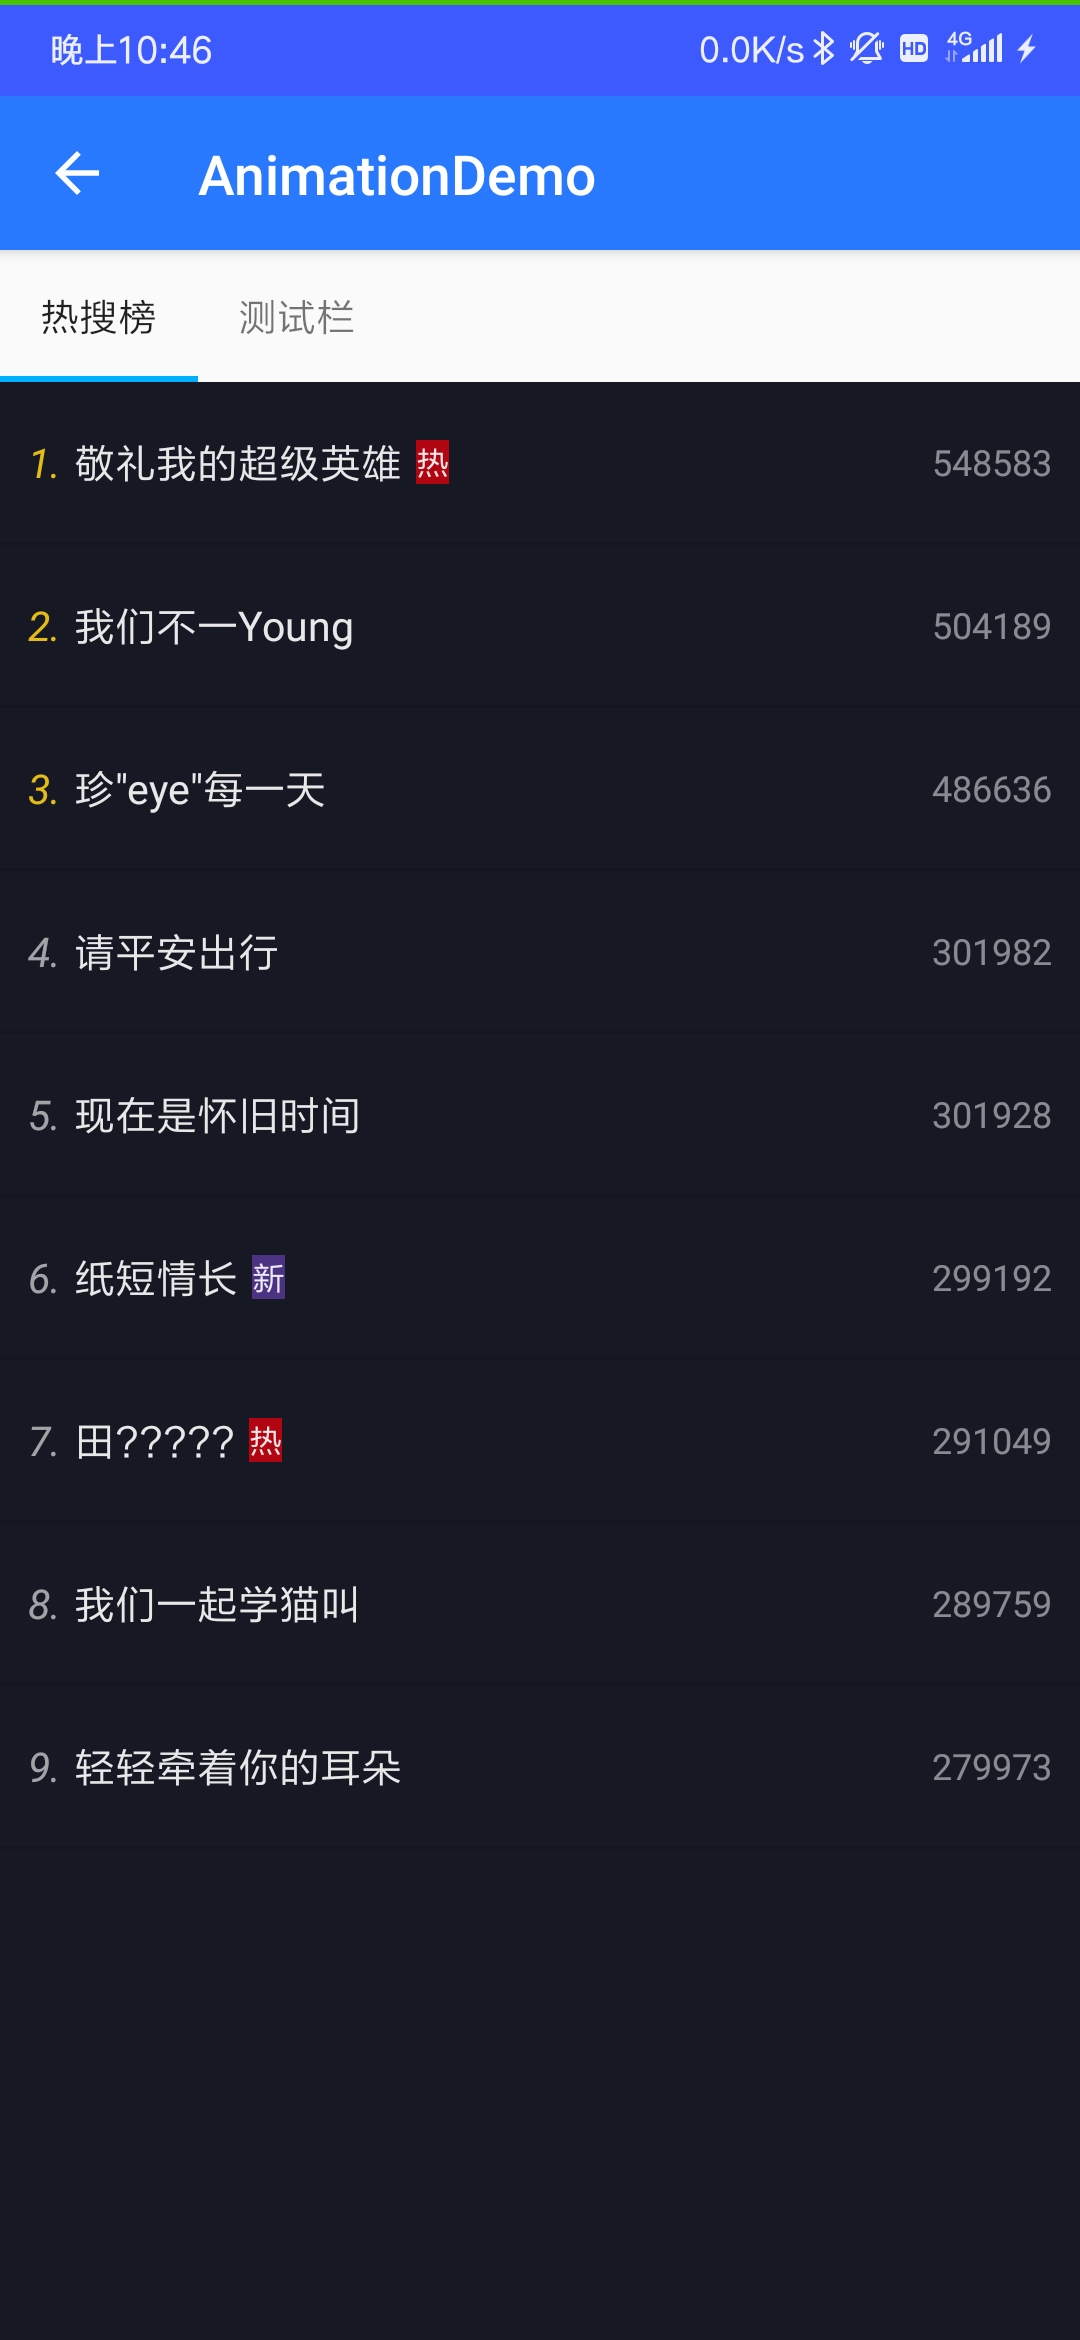 晚上10:46 0.0K/s HD 4G
AnimationDemo
热搜榜 测试栏
1. 敬礼我的超级英雄 热 548583
2. 我们不一Young 504189
3. 珍"eye"每一天 486636
4. 请平安出行 301982
5. 现在是怀旧时间 301928
6. 纸短情长 新 299192
7. 田????? 热 291049
8. 我们一起学猫叫 289759
9. 轻轻牵着你的耳朵 279973